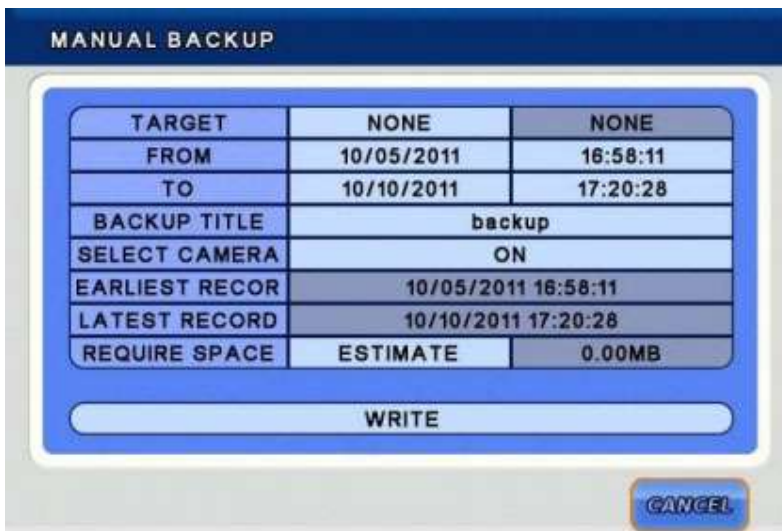 MANUAL BACKUP
TARGET NONE NONE
FROM 10/05/2011 16:58:11
TO 10/10/2011 17:20:28
BACKUP TITLE backup
SELECT CAMERA ON
EARLIEST RECOR 10/05/2011 16:58:11
LATEST RECORD 10/10/2011 17:20:28
REQUIRE SPACE ESTIMATE 0.00MB
WRITE
CANCEL